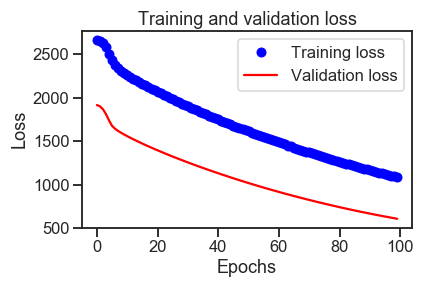 Training and validation loss
Training loss
Validation loss
Loss
2500
2000
1500
1000
500
0 20 40 60 80 100
Epochs